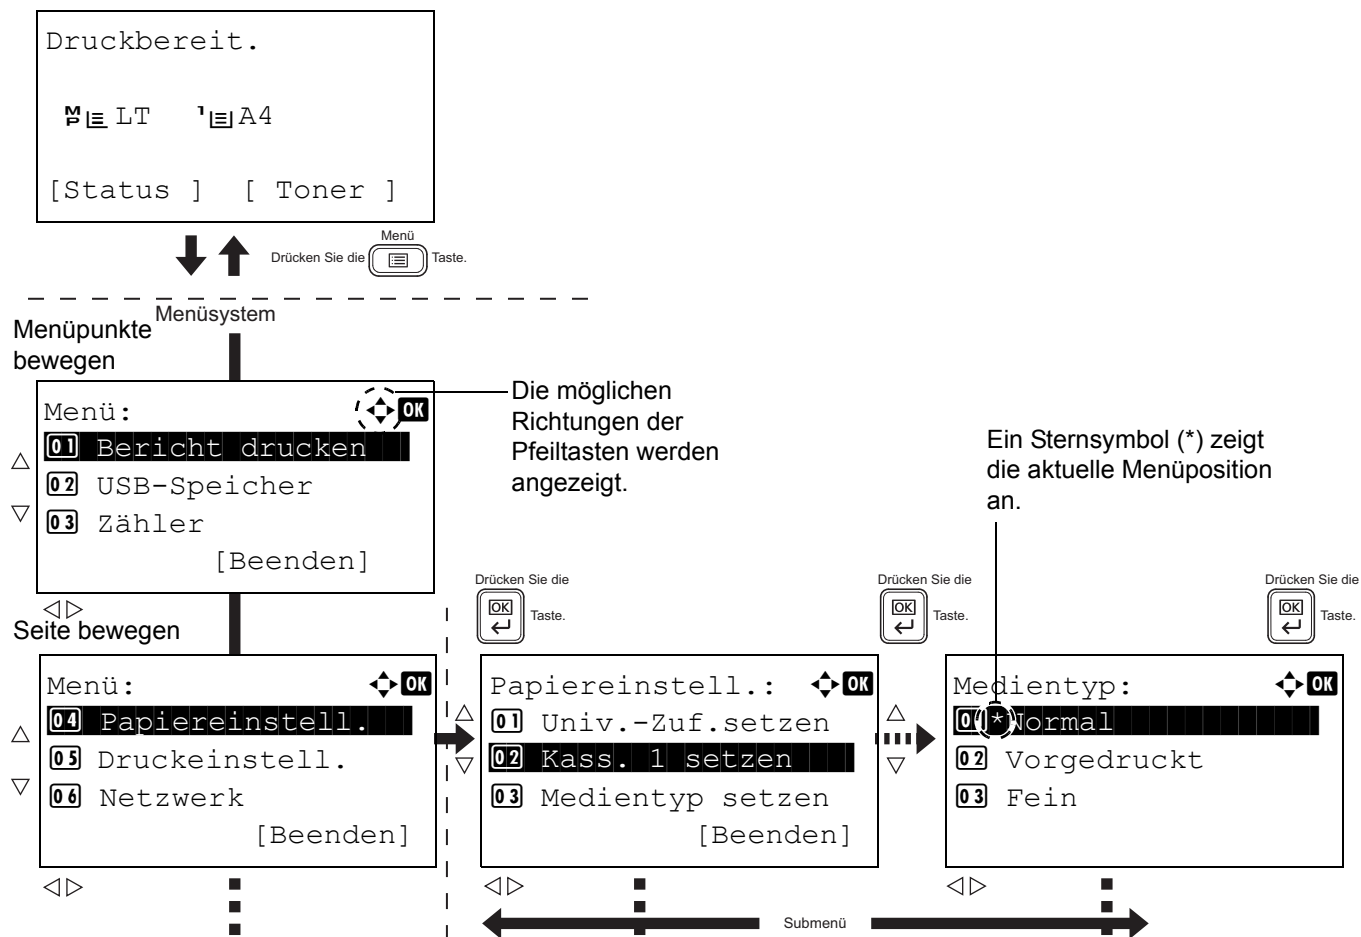 Druckbereit.
MP LT 1 A4
[Status ] [ Toner ]
Menü
Drücken Sie die Taste.
Menüsystem
Menüpunkte
bewegen
Menü: OK
01 Bericht drucken
02 USB-Speicher
03 Zähler
[Beenden]
Die möglichen
Richtungen der
Pfeiltasten werden
angezeigt.
Ein Sternsymbol (*) zeigt
die aktuelle Menüposition
an.
Seite bewegen
Menü: OK
04 Papiereinstell.
05 Druckeinstell.
06 Netzwerk
[Beenden]
Drücken Sie die
OK
Taste.
Papiereinstell.: OK
01 Univ.-Zuf.setzen
02 Kass. 1 setzen
03 Medientyp setzen
[Beenden]
Drücken Sie die
OK
Taste.
Medientyp: OK
01 *Normal
02 Vorgedruckt
03 Fein
Drücken Sie die
OK
Taste.
Submenü